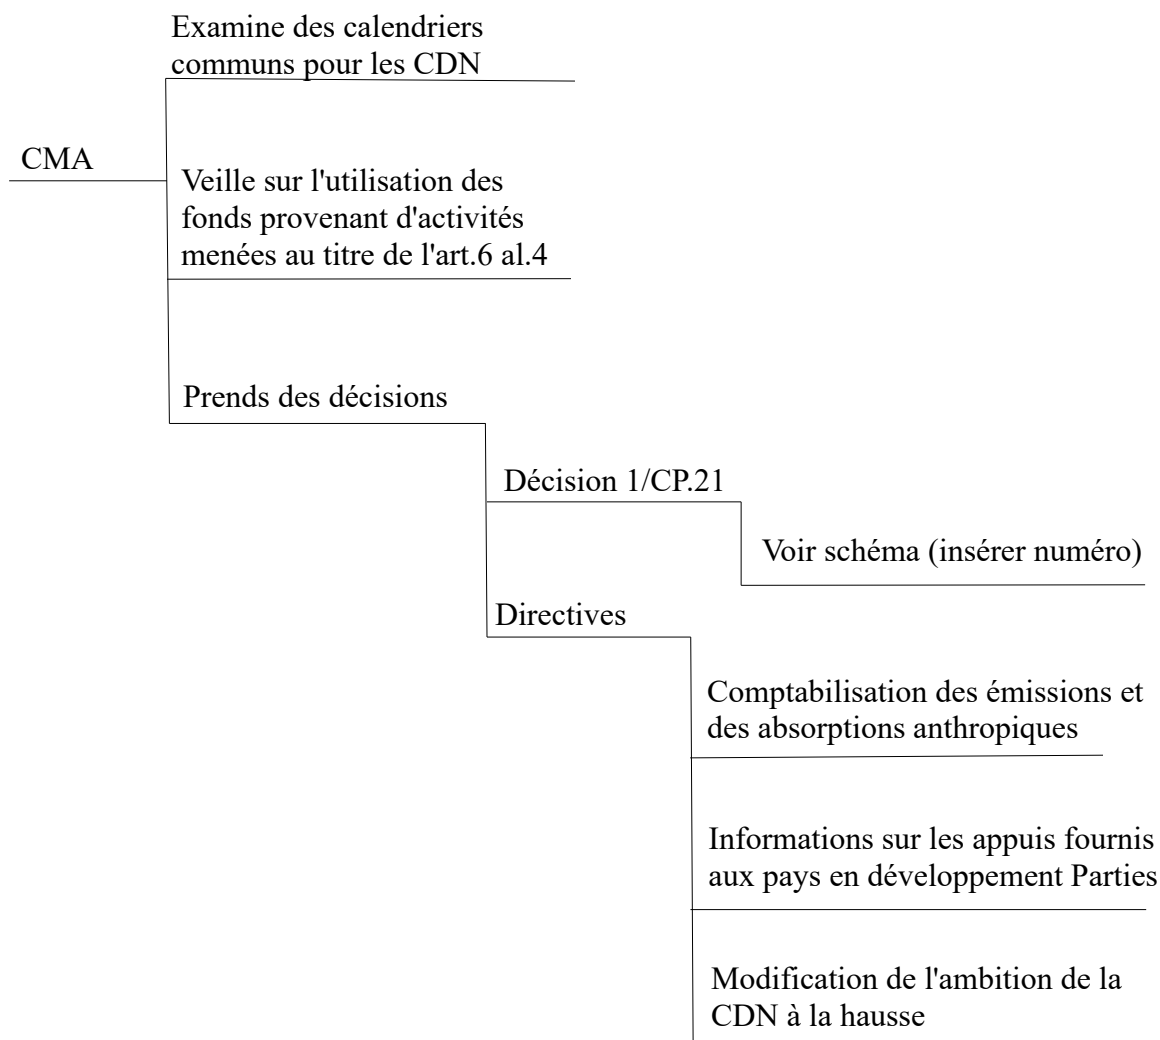 Examine des calendriers
communs pour les CDN
CMA
Veille sur l'utilisation des
fonds provenant d'activités
menées au titre de l'art.6 al.4
Prends des décisions
Décision 1/CP.21
Voir schéma (insérer numéro)
Directives
Comptabilisation des émissions et
des absorptions anthropiques
Informations sur les appuis fournis
aux pays en développement Parties
Modification de l'ambition de la
CDN à la hausse